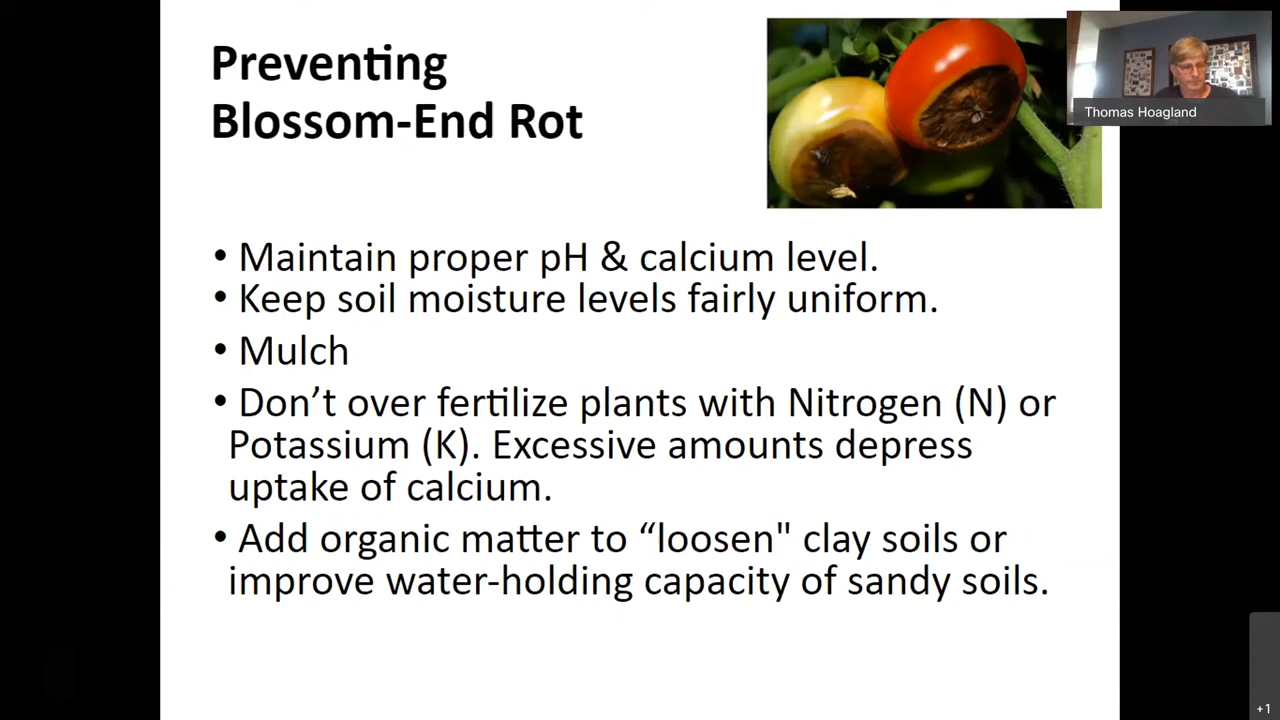 Preventing
Blossom-End Rot
Thomas Hoagland
• Maintain proper pH & calcium level.
• Keep soil moisture levels fairly uniform.
• Mulch
• Don’t over fertilize plants with Nitrogen (N) or
Potassium (K). Excessive amounts depress
uptake of calcium.
• Add organic matter to “loosen" clay soils or
improve water-holding capacity of sandy soils.
+1